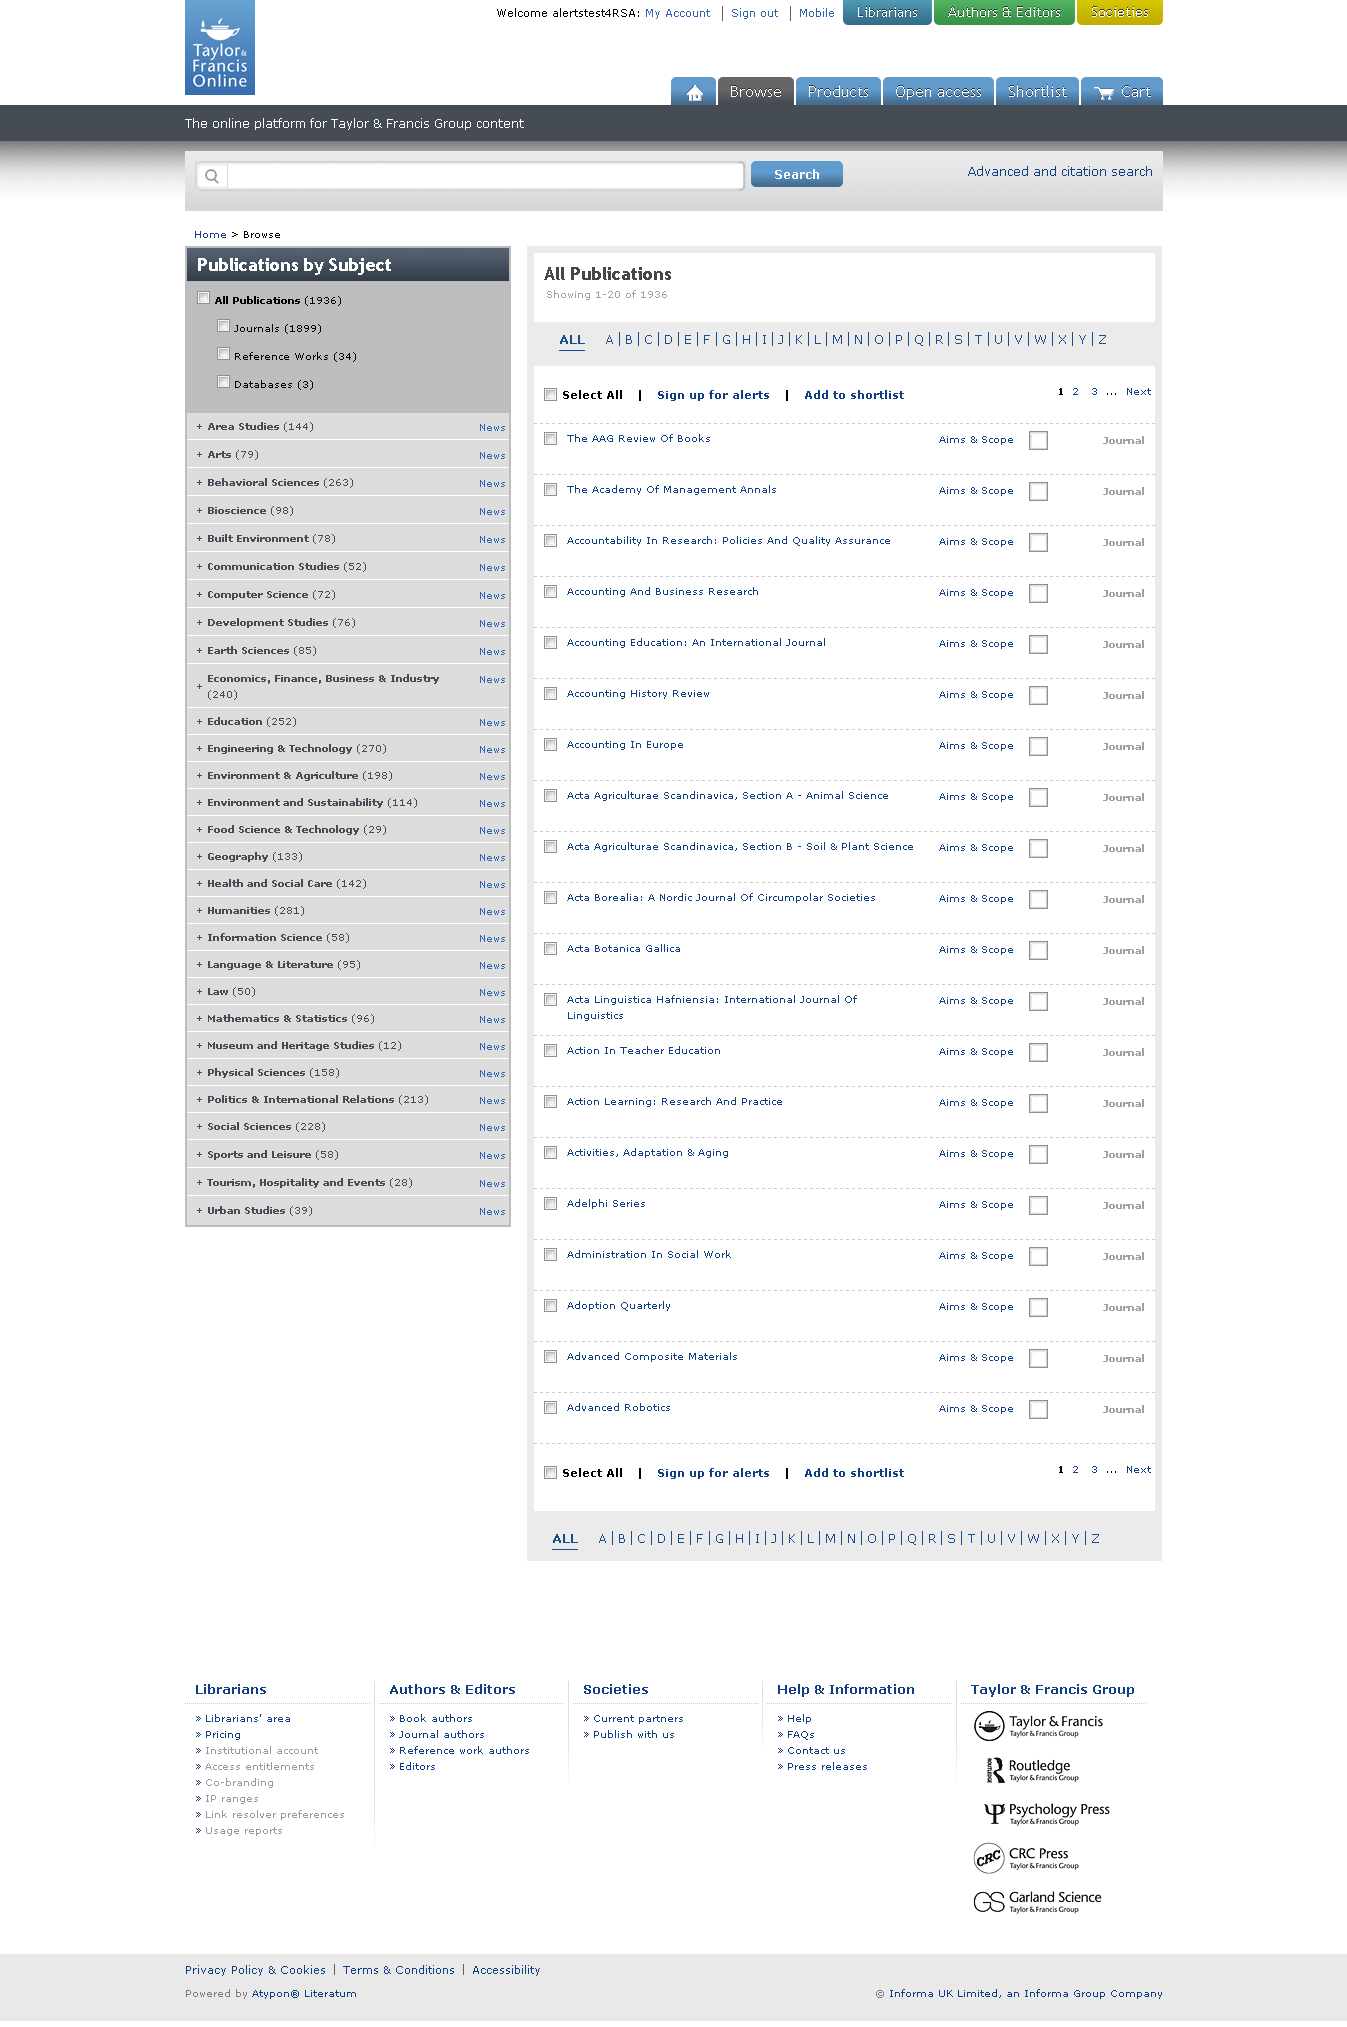 Welcome alertstest4RSA: My Account | Sign out | Mobile Librarians Authors & Editors Societies
Taylor &
Francis
Online
Browse Products Open access Shortlist Cart
The online platform for Taylor & Francis Group content
Search Advanced and citation search
Home > Browse
Publications by Subject
All Publications (1936)
Journals (1899)
Reference Works (34)
Databases (3)
+ Area Studies (144) News
+ Arts (79) News
+ Behavioral Sciences (263) News
+ Bioscience (98) News
+ Built Environment (78) News
+ Communication Studies (52) News
+ Computer Science (72) News
+ Development Studies (76) News
+ Earth Sciences (85) News
+ Economics, Finance, Business & Industry News
(240)
+ Education (252) News
+ Engineering & Technology (270) News
+ Environment & Agriculture (198) News
+ Environment and Sustainability (114) News
+ Food Science & Technology (29) News
+ Geography (133) News
+ Health and Social Care (142) News
+ Humanities (281) News
+ Information Science (58) News
+ Language & Literature (95) News
+ Law (50) News
+ Mathematics & Statistics (96) News
+ Museum and Heritage Studies (12) News
+ Physical Sciences (158) News
+ Politics & International Relations (213) News
+ Social Sciences (228) News
+ Sports and Leisure (58) News
+ Tourism, Hospitality and Events (28) News
+ Urban Studies (39) News
All Publications
Showing 1-20 of 1936
ALL A | B | C | D | E | F | G | H | I | J | K | L | M | N | O | P | Q | R | S | T | U | V | W | X | Y | Z
Select All | Sign up for alerts | Add to shortlist 1 2 3 ... Next
The AAG Review Of Books Aims & Scope Journal
The Academy Of Management Annals Aims & Scope Journal
Accountability In Research: Policies And Quality Assurance Aims & Scope Journal
Accounting And Business Research Aims & Scope Journal
Accounting Education: An International Journal Aims & Scope Journal
Accounting History Review Aims & Scope Journal
Accounting In Europe Aims & Scope Journal
Acta Agriculturae Scandinavica, Section A - Animal Science Aims & Scope Journal
Acta Agriculturae Scandinavica, Section B - Soil & Plant Science Aims & Scope Journal
Acta Borealia: A Nordic Journal Of Circumpolar Societies Aims & Scope Journal
Acta Botanica Gallica Aims & Scope Journal
Acta Linguistica Hafniensia: International Journal Of Aims & Scope Journal
Linguistics
Action In Teacher Education Aims & Scope Journal
Action Learning: Research And Practice Aims & Scope Journal
Activities, Adaptation & Aging Aims & Scope Journal
Adelphi Series Aims & Scope Journal
Administration In Social Work Aims & Scope Journal
Adoption Quarterly Aims & Scope Journal
Advanced Composite Materials Aims & Scope Journal
Advanced Robotics Aims & Scope Journal
Select All | Sign up for alerts | Add to shortlist 1 2 3 ... Next
ALL A | B | C | D | E | F | G | H | I | J | K | L | M | N | O | P | Q | R | S | T | U | V | W | X | Y | Z
Librarians
» Librarians' area
» Pricing
» Institutional account
» Access entitlements
» Co-branding
» IP ranges
» Link resolver preferences
» Usage reports
Authors & Editors
» Book authors
» Journal authors
» Reference work authors
» Editors
Societies
» Current partners
» Publish with us
Help & Information
» Help
» FAQs
» Contact us
» Press releases
Taylor & Francis Group
Taylor & Francis
Taylor & Francis Group
ROUTLEDGE
Routledge
Taylor & Francis Group
Psychology Press
Taylor & Francis Group
CRC
CRC Press
Taylor & Francis Group
GS
Garland Science
Taylor & Francis Group
Privacy Policy & Cookies | Terms & Conditions | Accessibility
Powered by Atypon® Literatum
© Informa UK Limited, an Informa Group Company